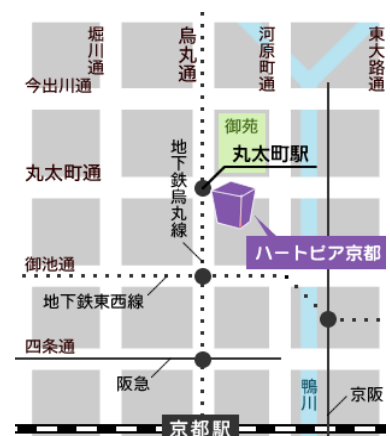 堀川通
烏丸通
河原町通
東大路通
今出川通
御苑
丸太町駅
丸太町通
地下鉄烏丸線
ハートピア京都
御池通
地下鉄東西線
四条通
阪急
鴨川
京阪
京都駅